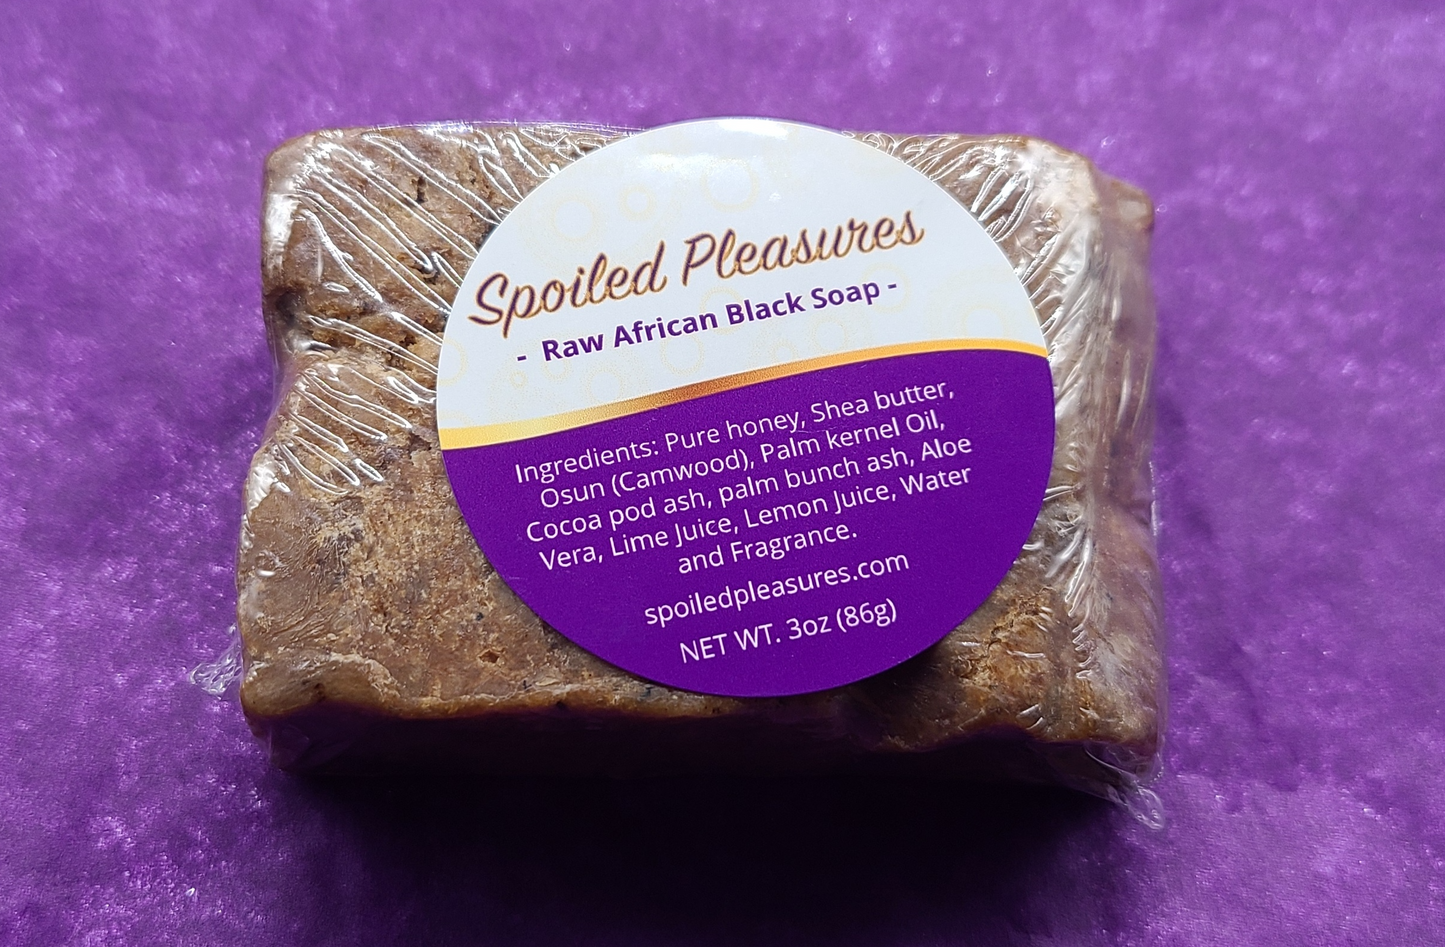 Spoiled Pleasures
- Raw African Black Soap -
Ingredients: Pure honey, Shea butter,
Osun (Camwood), Palm kernel Oil,
Cocoa pod ash, palm bunch ash, Aloe
Vera, Lime Juice, Lemon Juice, Water
and Fragrance.
spoiledpleasures.com
NET WT. 3oz (86g)